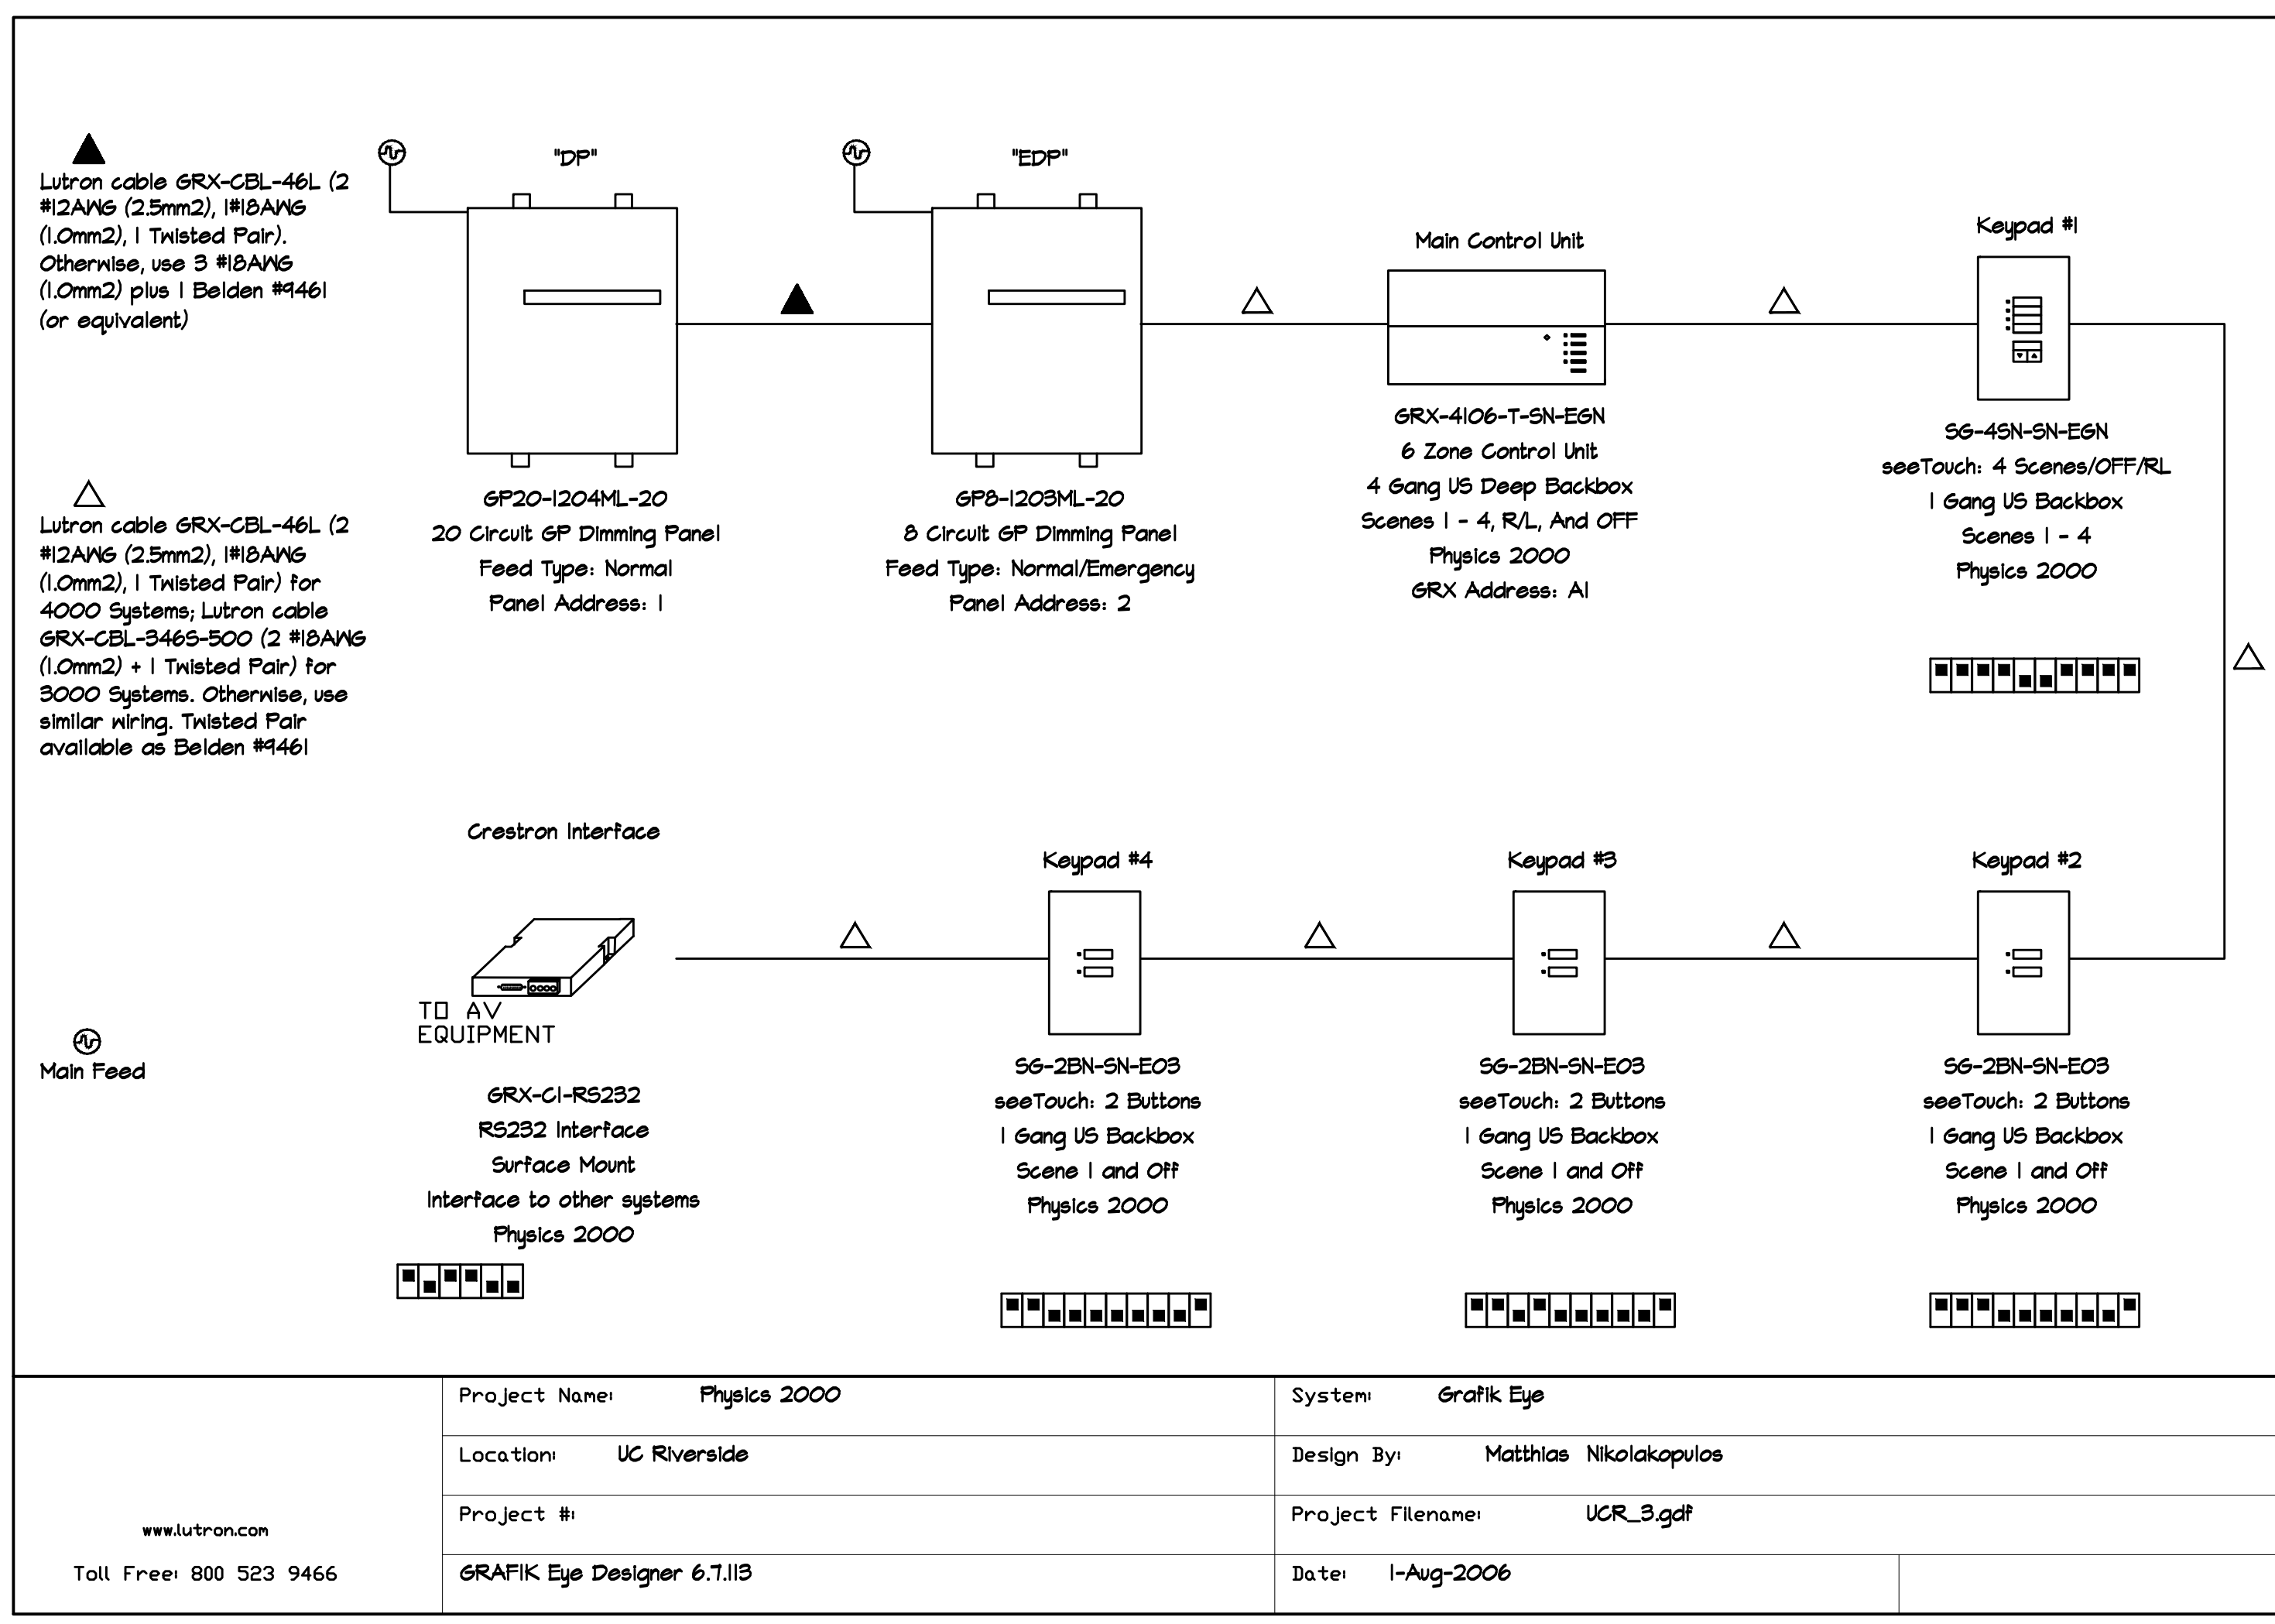 Lutron cable GRX-CBL-46L (2
#12AWG (2.5mm2), 1#18AWG
(1.0mm2), 1 Twisted Pair).
Otherwise, use 3 #18AWG
(1.0mm2) plus 1 Belden #9461
(or equivalent)
Lutron cable GRX-CBL-46L (2
#12AWG (2.5mm2), 1#18AWG
(1.0mm2), 1 Twisted Pair) for
4000 Systems; Lutron cable
GRX-CBL-346S-500 (2 #18AWG
(1.0mm2) + 1 Twisted Pair) for
3000 Systems. Otherwise, use
similar wiring. Twisted Pair
available as Belden #9461
Main Feed
"DP"
GP20-1204ML-20
20 Circuit GP Dimming Panel
Feed Type: Normal
Panel Address: 1
"EDP"
GP8-1203ML-20
8 Circuit GP Dimming Panel
Feed Type: Normal/Emergency
Panel Address: 2
Main Control Unit
GRX-4106-T-SN-EGN
6 Zone Control Unit
4 Gang US Deep Backbox
Scenes 1 - 4, R/L, And OFF
Physics 2000
GRX Address: A1
Keypad #1
SG-4SN-SN-EGN
seeTouch: 4 Scenes/OFF/RL
1 Gang US Backbox
Scenes 1 - 4
Physics 2000
Crestron Interface
TO AV
EQUIPMENT
GRX-CI-RS232
RS232 Interface
Surface Mount
Interface to other systems
Physics 2000
Keypad #4
SG-2BN-SN-E03
seeTouch: 2 Buttons
1 Gang US Backbox
Scene 1 and Off
Physics 2000
Keypad #3
SG-2BN-SN-E03
seeTouch: 2 Buttons
1 Gang US Backbox
Scene 1 and Off
Physics 2000
Keypad #2
SG-2BN-SN-E03
seeTouch: 2 Buttons
1 Gang US Backbox
Scene 1 and Off
Physics 2000
www.lutron.com
Toll Free: 800 523 9466
Project Name: Physics 2000
Location: UC Riverside
Project #:
GRAFIK Eye Designer 6.7.113
System: Grafik Eye
Design By: Matthias Nikolakopulos
Project Filename: UCR_3.gdf
Date: 1-Aug-2006